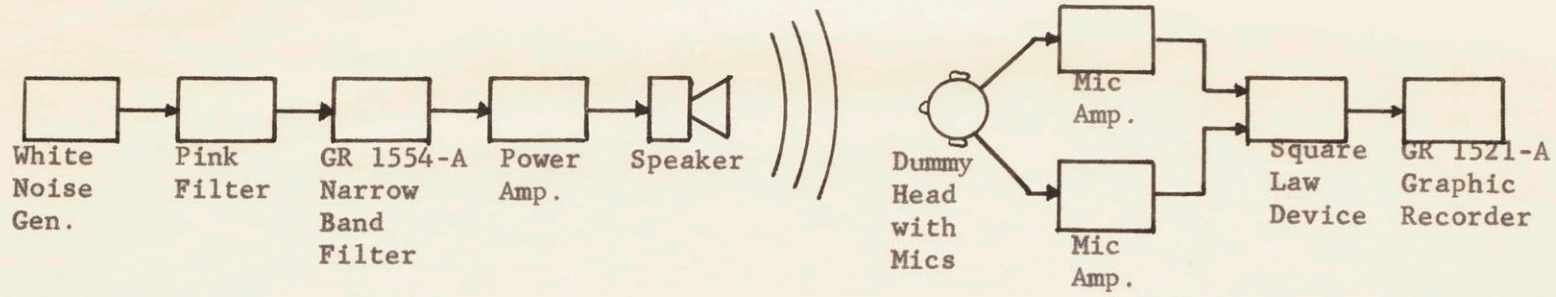 White
Noise
Gen.
Pink
Filter
GR 1554-A
Narrow
Band
Filter
Power
Amp.
Speaker
Dummy
Head
with
Mics
Mic
Amp.
Mic
Amp.
Square
Law
Device
GR 1521-A
Graphic
Recorder